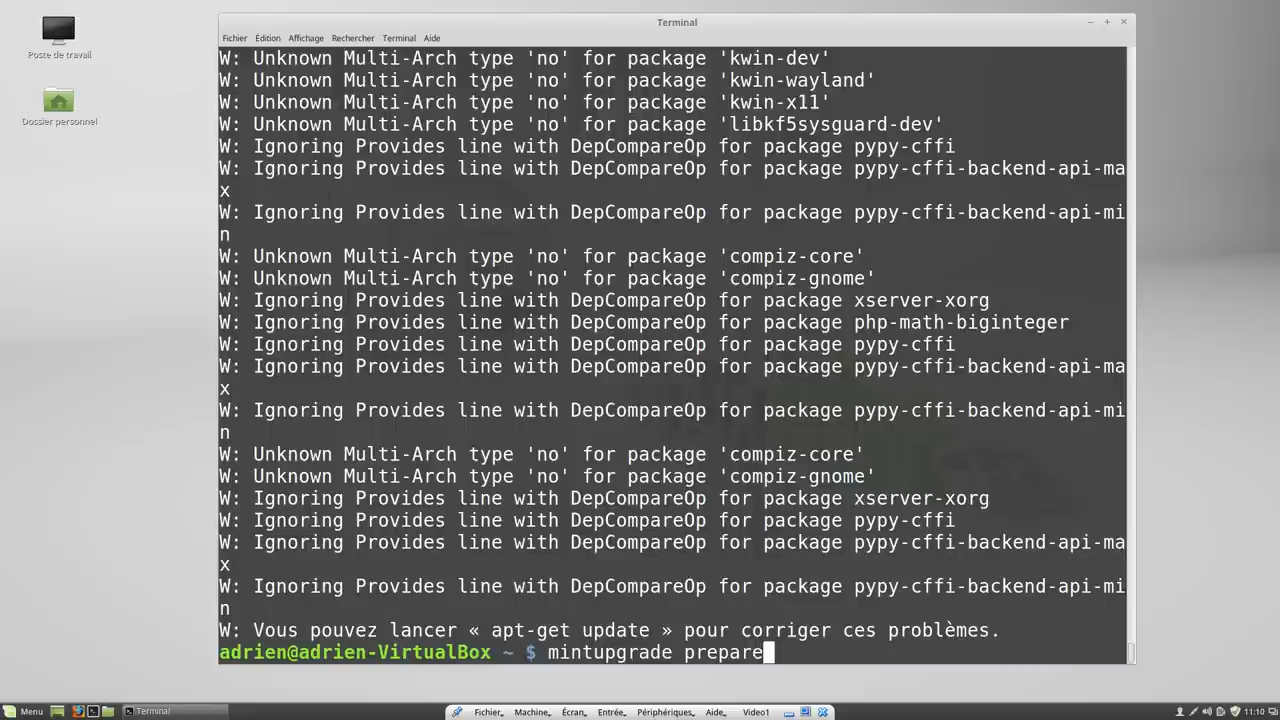 Terminal
Poste de travail
Dossier personnel
Fichier Édition Affichage Rechercher Terminal Aide
W: Unknown Multi-Arch type 'no' for package 'kwin-dev'
W: Unknown Multi-Arch type 'no' for package 'kwin-wayland'
W: Unknown Multi-Arch type 'no' for package 'kwin-x11'
W: Unknown Multi-Arch type 'no' for package 'libkf5sysguard-dev'
W: Ignoring Provides line with DepCompareOp for package pypy-cffi
W: Ignoring Provides line with DepCompareOp for package pypy-cffi-backend-api-ma
x
W: Ignoring Provides line with DepCompareOp for package pypy-cffi-backend-api-mi
n
W: Unknown Multi-Arch type 'no' for package 'compiz-core'
W: Unknown Multi-Arch type 'no' for package 'compiz-gnome'
W: Ignoring Provides line with DepCompareOp for package xserver-xorg
W: Ignoring Provides line with DepCompareOp for package php-math-biginteger
W: Ignoring Provides line with DepCompareOp for package pypy-cffi
W: Ignoring Provides line with DepCompareOp for package pypy-cffi-backend-api-ma
x
W: Ignoring Provides line with DepCompareOp for package pypy-cffi-backend-api-mi
n
W: Unknown Multi-Arch type 'no' for package 'compiz-core'
W: Unknown Multi-Arch type 'no' for package 'compiz-gnome'
W: Ignoring Provides line with DepCompareOp for package xserver-xorg
W: Ignoring Provides line with DepCompareOp for package pypy-cffi
W: Ignoring Provides line with DepCompareOp for package pypy-cffi-backend-api-ma
x
W: Ignoring Provides line with DepCompareOp for package pypy-cffi-backend-api-mi
n
W: Vous pouvez lancer « apt-get update » pour corriger ces problèmes.
adrien@adrien-VirtualBox ~ $ mintupgrade prepare
Menu Terminal Fichier Machine Écran Entrée Périphériques Aide Video1 11:10